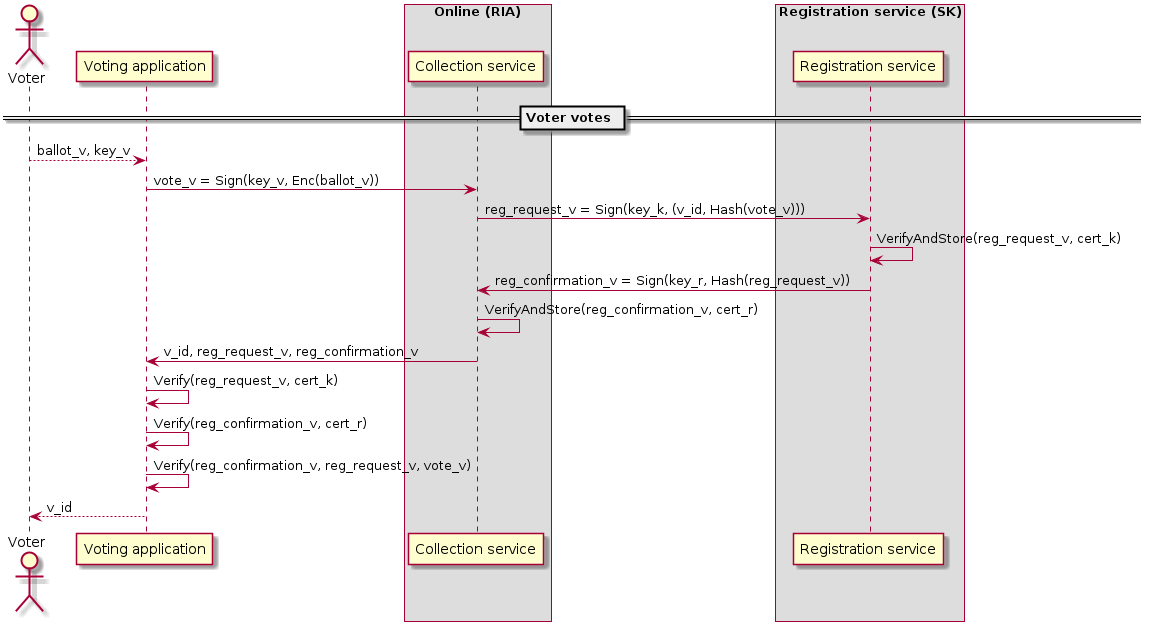 Online (RIA)
Registration service (SK)
Voter
Voting application
Collection service
Registration service
Voter votes
ballot_v, key_v
vote_v = Sign(key_v, Enc(ballot_v))
reg_request_v = Sign(key_k, (v_id, Hash(vote_v)))
VerifyAndStore(reg_request_v, cert_k)
reg_confirmation_v = Sign(key_r, Hash(reg_request_v))
VerifyAndStore(reg_confirmation_v, cert_r)
v_id, reg_request_v, reg_confirmation_v
Verify(reg_request_v, cert_k)
Verify(reg_confirmation_v, cert_r)
Verify(reg_confirmation_v, reg_request_v, vote_v)
v_id
Voter
Voting application
Collection service
Registration service